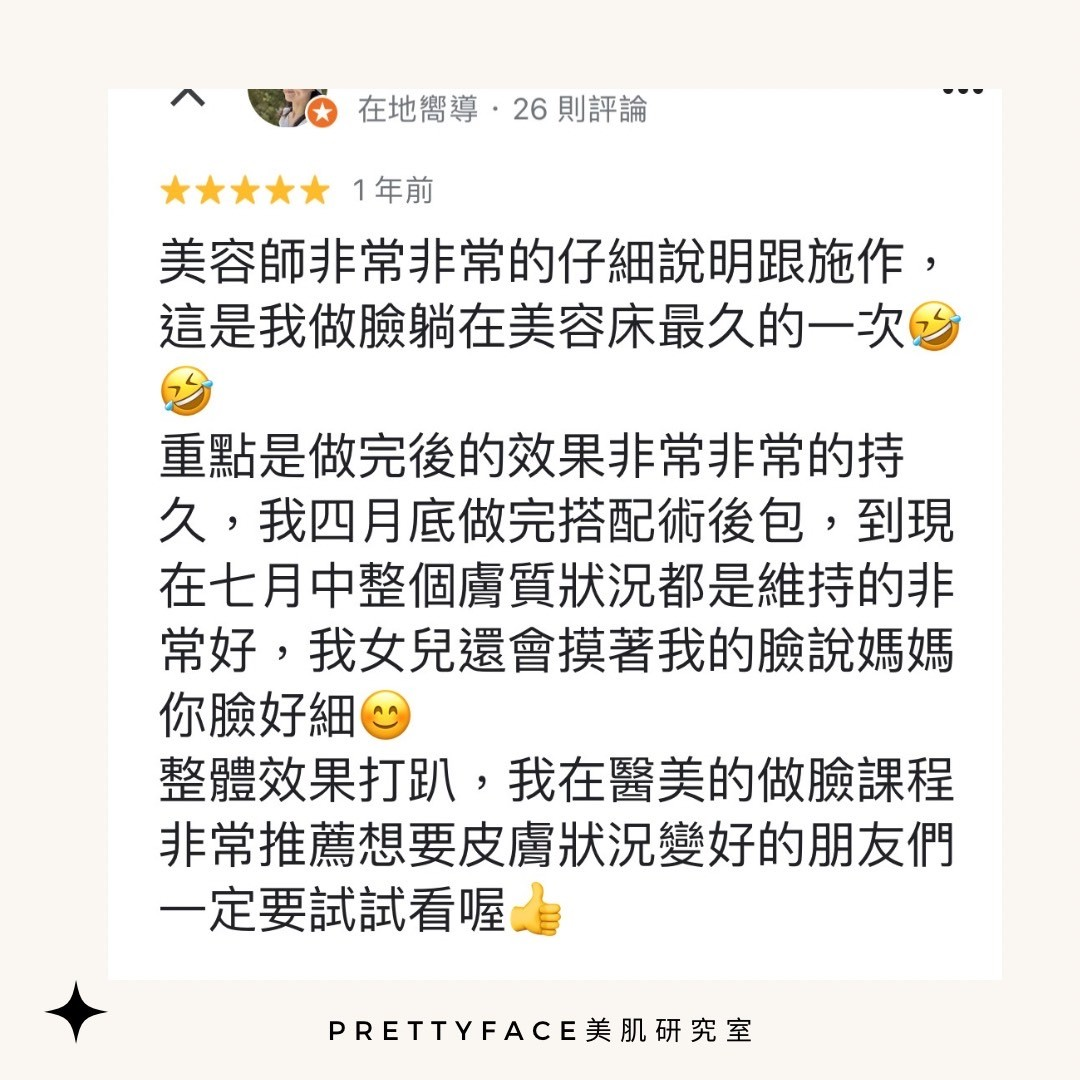 在地嚮導・26 則評論
1 年前
美容師非常非常的仔細說明跟施作，
這是我做臉躺在美容床最久的一次🤣
🤣
重點是做完後的效果非常非常的持
久，我四月底做完搭配術後包，到現
在七月中整個膚質狀況都是維持的非
常好，我女兒還會摸著我的臉說媽媽
你臉好細😊
整體效果打趴，我在醫美的做臉課程
非常推薦想要皮膚狀況變好的朋友們
一定要試試看喔👍
PRETTYFACE美肌研究室